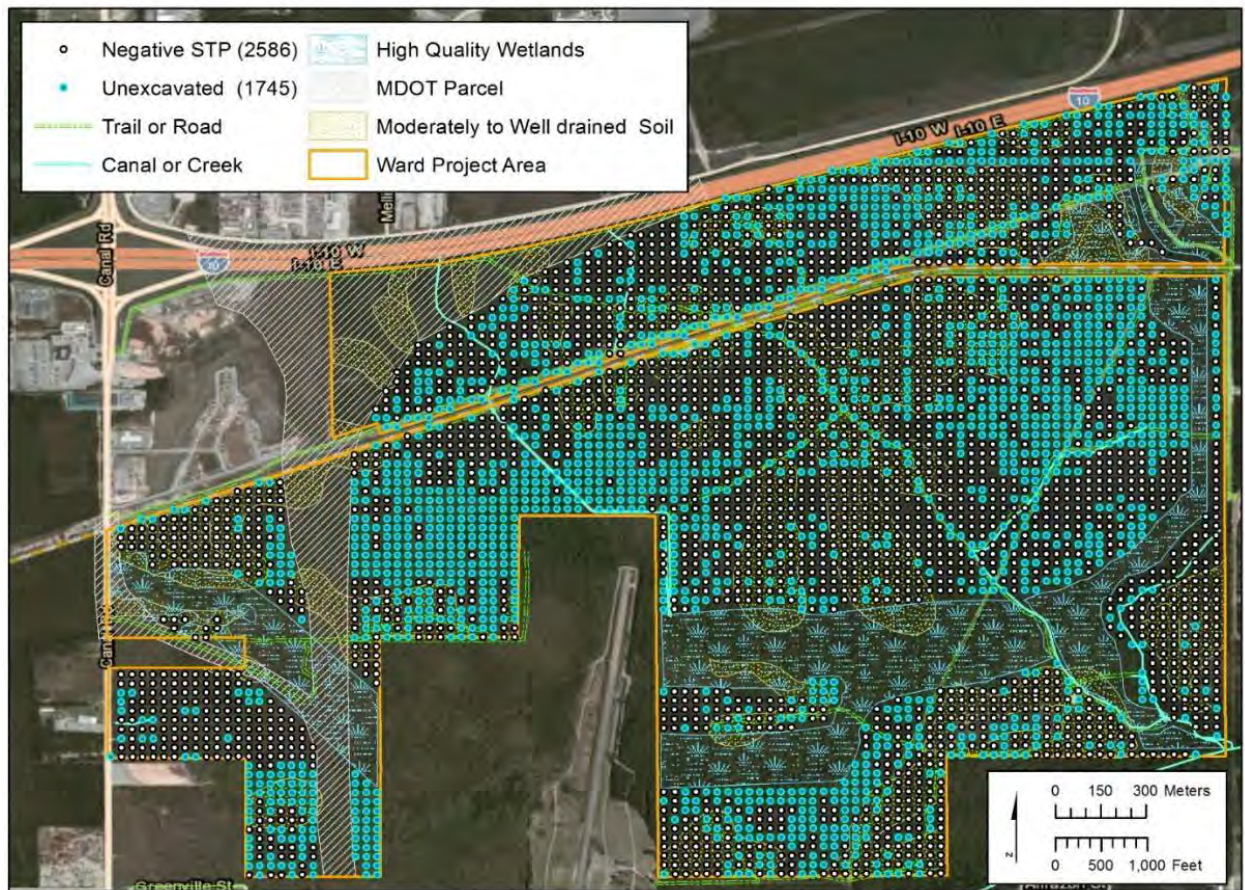 Negative STP (2586)
Unexcavated (1745)
Trail or Road
Canal or Creek
High Quality Wetlands
MDOT Parcel
Moderately to Well drained Soil
Ward Project Area
10
I-10 W
I-10 E
Canal Rd
I-10 W
I-10 E
10
0 150 300 Meters
0 500 1,000 Feet
N
Greenville St